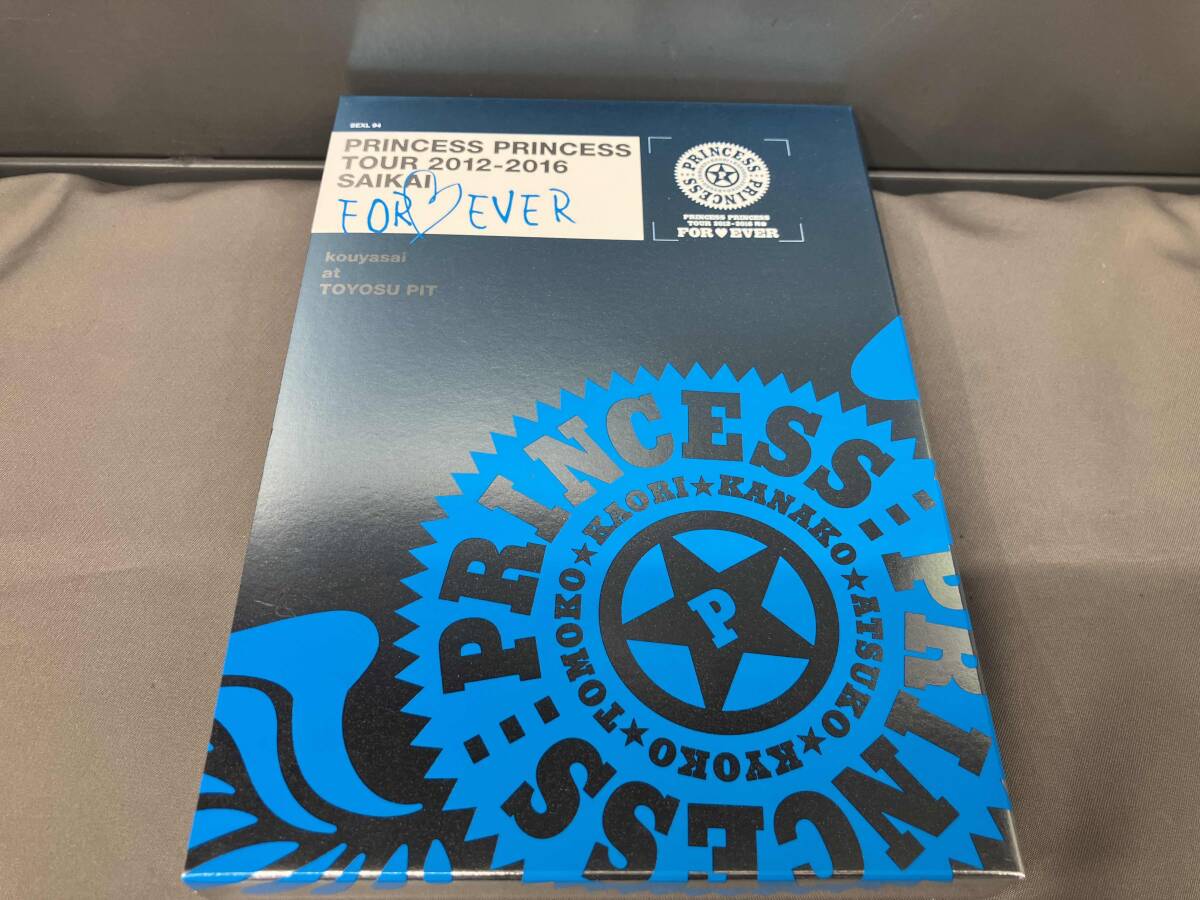 SEXL 94
PRINCESS PRINCESS
TOUR 2012-2016
SAIKAI
FOR♡EVER
kouyasai
at
TOYOSU PIT
PRINCESS : PRINCESS
P
PRINCESS PRINCESS
TOUR 2012-2016 再会
FOR♥EVER
PRINCESS : PRINCESS :
KAORI★KANAKO★ATSUKO★KYOKO★TOMOKO★
P